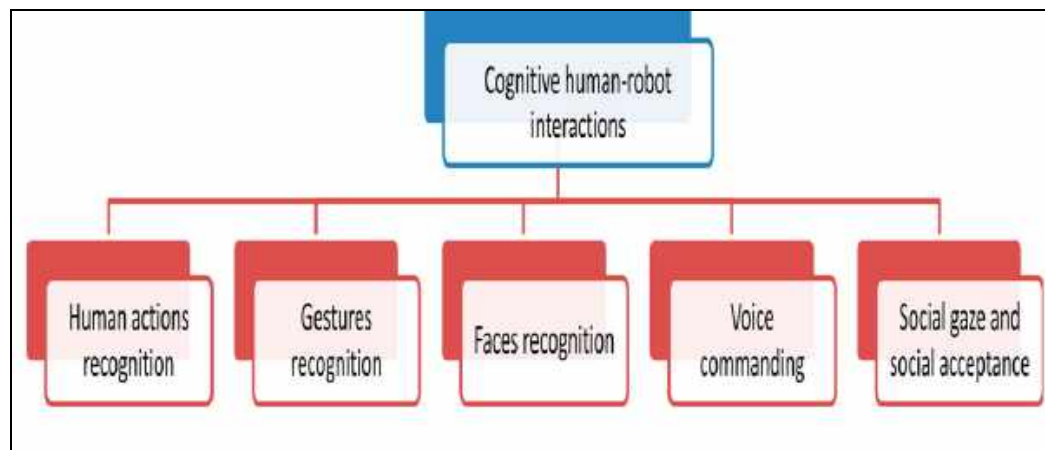 Cognitive human-robot
interactions
Human actions
recognition
Gestures
recognition
Faces recognition
Voice
commanding
Social gaze and
social acceptance